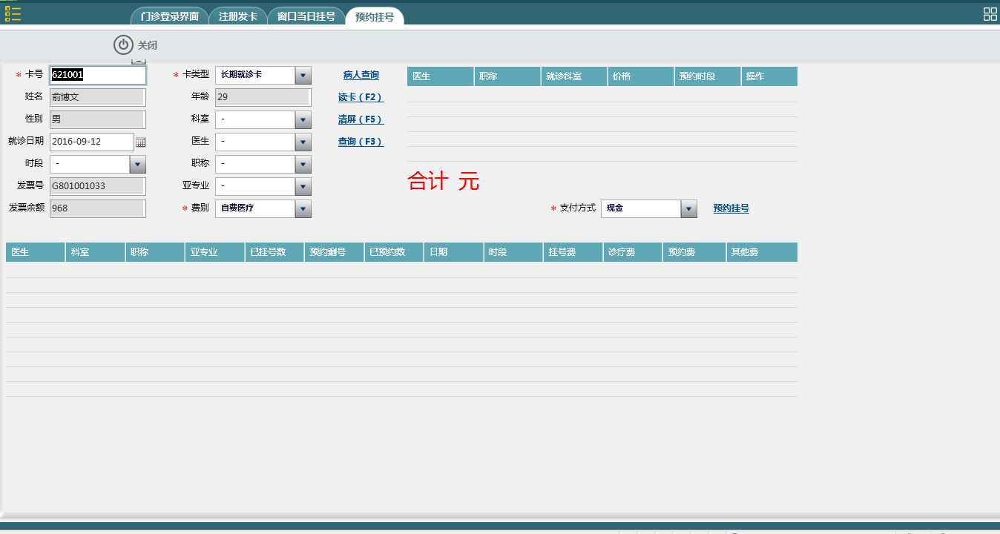 门诊登录界面 注册发卡 窗口当日挂号 预约挂号
关闭
* 卡号 621001 * 卡类型 长期就诊卡 病人查询
姓名 俞博文 年龄 29 读卡（F2）
性别 男 科室 - 清屏（F5）
就诊日期 2016-09-12 医生 - 查询（F3）
时段 - 职称 -
发票号 G801001033 亚专业 -
发票余额 968 * 费别 自费医疗
医生 职称 就诊科室 价格 预约时段 操作
合计 元
* 支付方式 现金 预约挂号
医生 科室 职称 亚专业 已挂号数 预约剩号 已预约数 日期 时段 挂号费 诊疗费 预约费 其他费